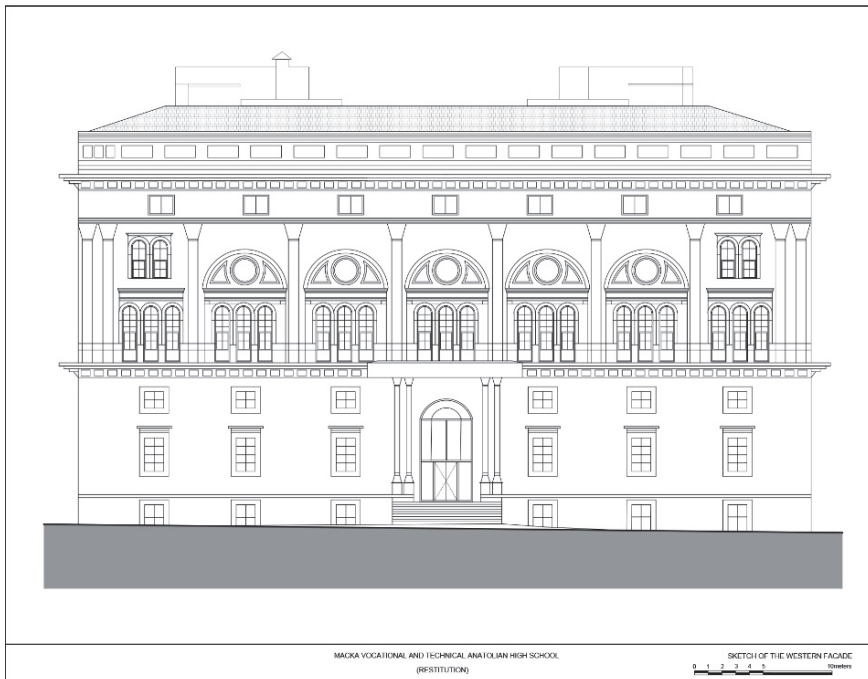 MACKA VOCATIONAL AND TECHNICAL ANATOLIAN HIGH SCHOOL
(RESTITUTION)
SKETCH OF THE WESTERN FACADE
0 1 2 3 4 5 10meters